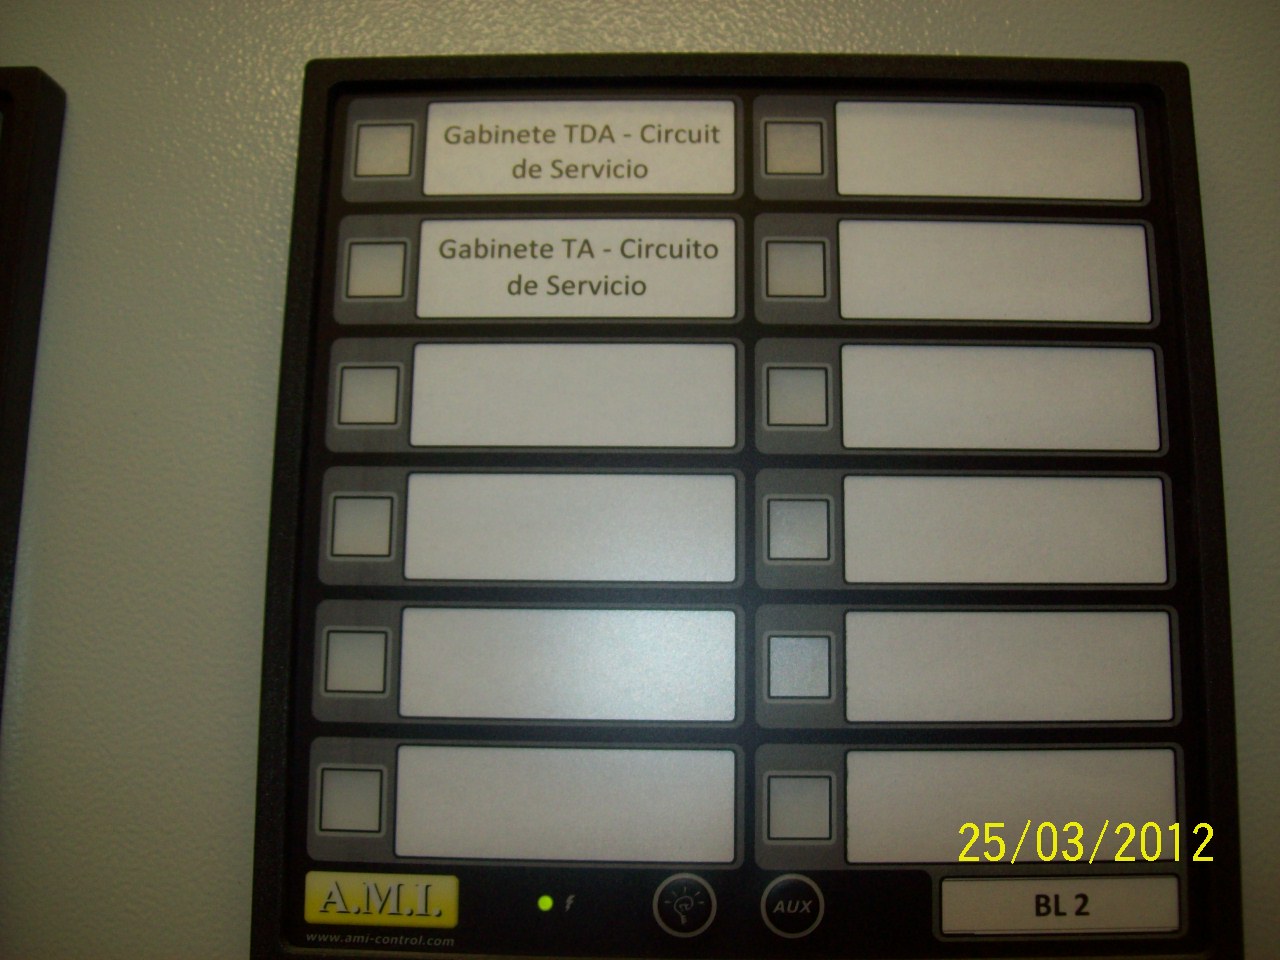 Gabinete TDA - Circuit
de Servicio
Gabinete TA - Circuito
de Servicio
25/03/2012
A.M.I.
AUX
BL 2
www.ami-control.com